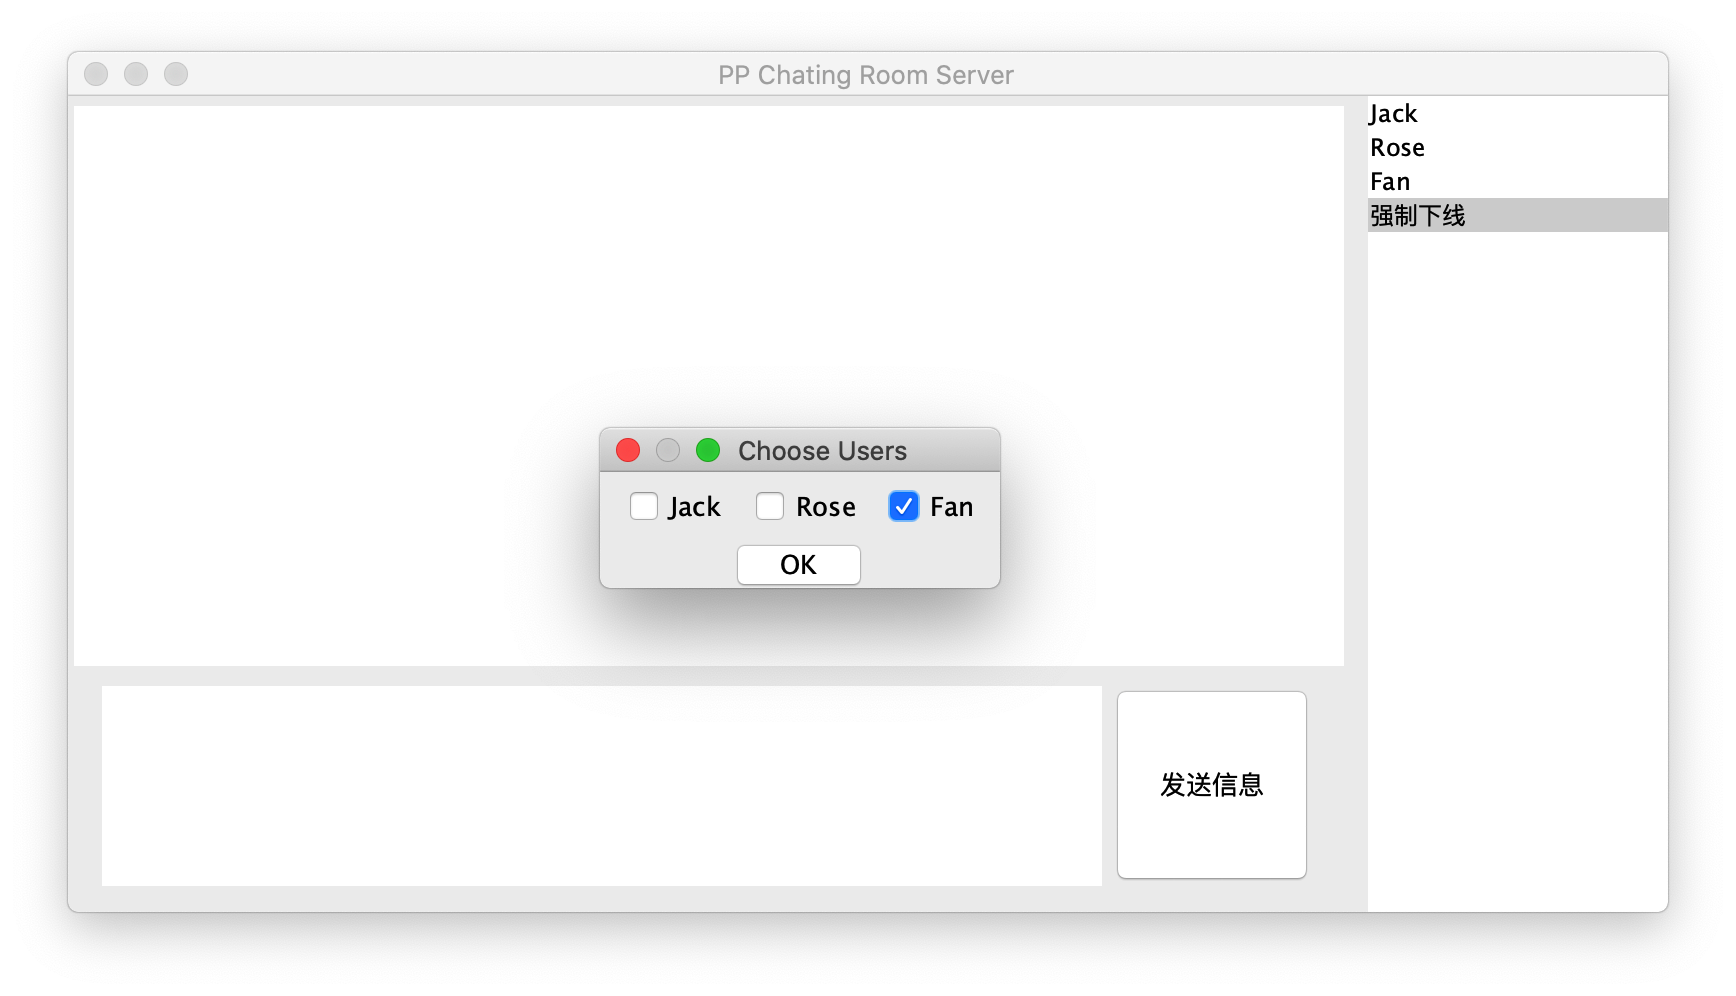 PP Chating Room Server
Jack
Rose
Fan
强制下线
Choose Users
Jack Rose Fan
OK
发送信息